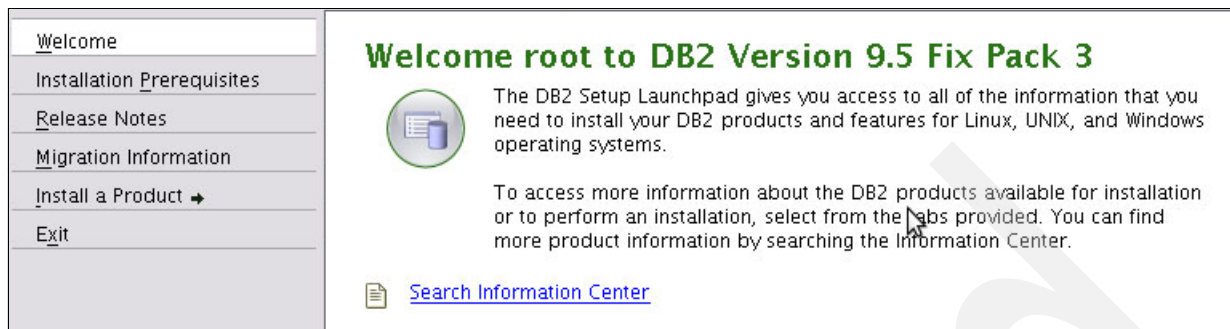 Welcome
Installation Prerequisites
Release Notes
Migration Information
Install a Product
Exit
Welcome root to DB2 Version 9.5 Fix Pack 3
The DB2 Setup Launchpad gives you access to all of the information that you
need to install your DB2 products and features for Linux, UNIX, and Windows
operating systems.
To access more information about the DB2 products available for installation
or to perform an installation, select from the tabs provided. You can find
more product information by searching the Information Center.
Search Information Center